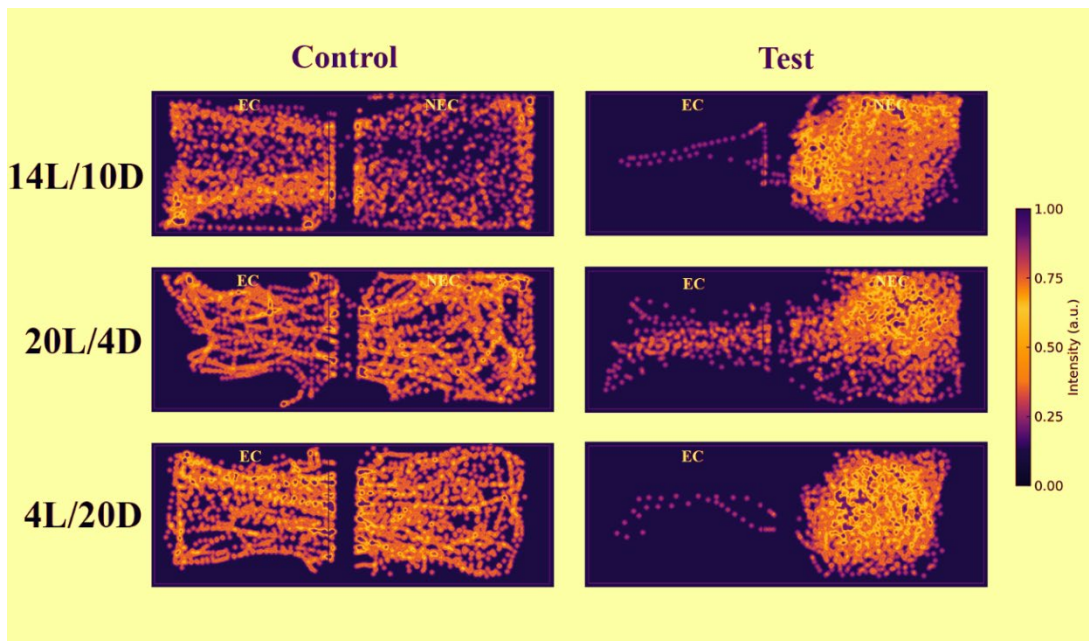 Control Test
EC NEC EC NEC
14L/10D
EC NEC EC NEC
20L/4D
EC EC
4L/20D
1.00
0.75
0.50
0.25
0.00
Intensity (a.u.)